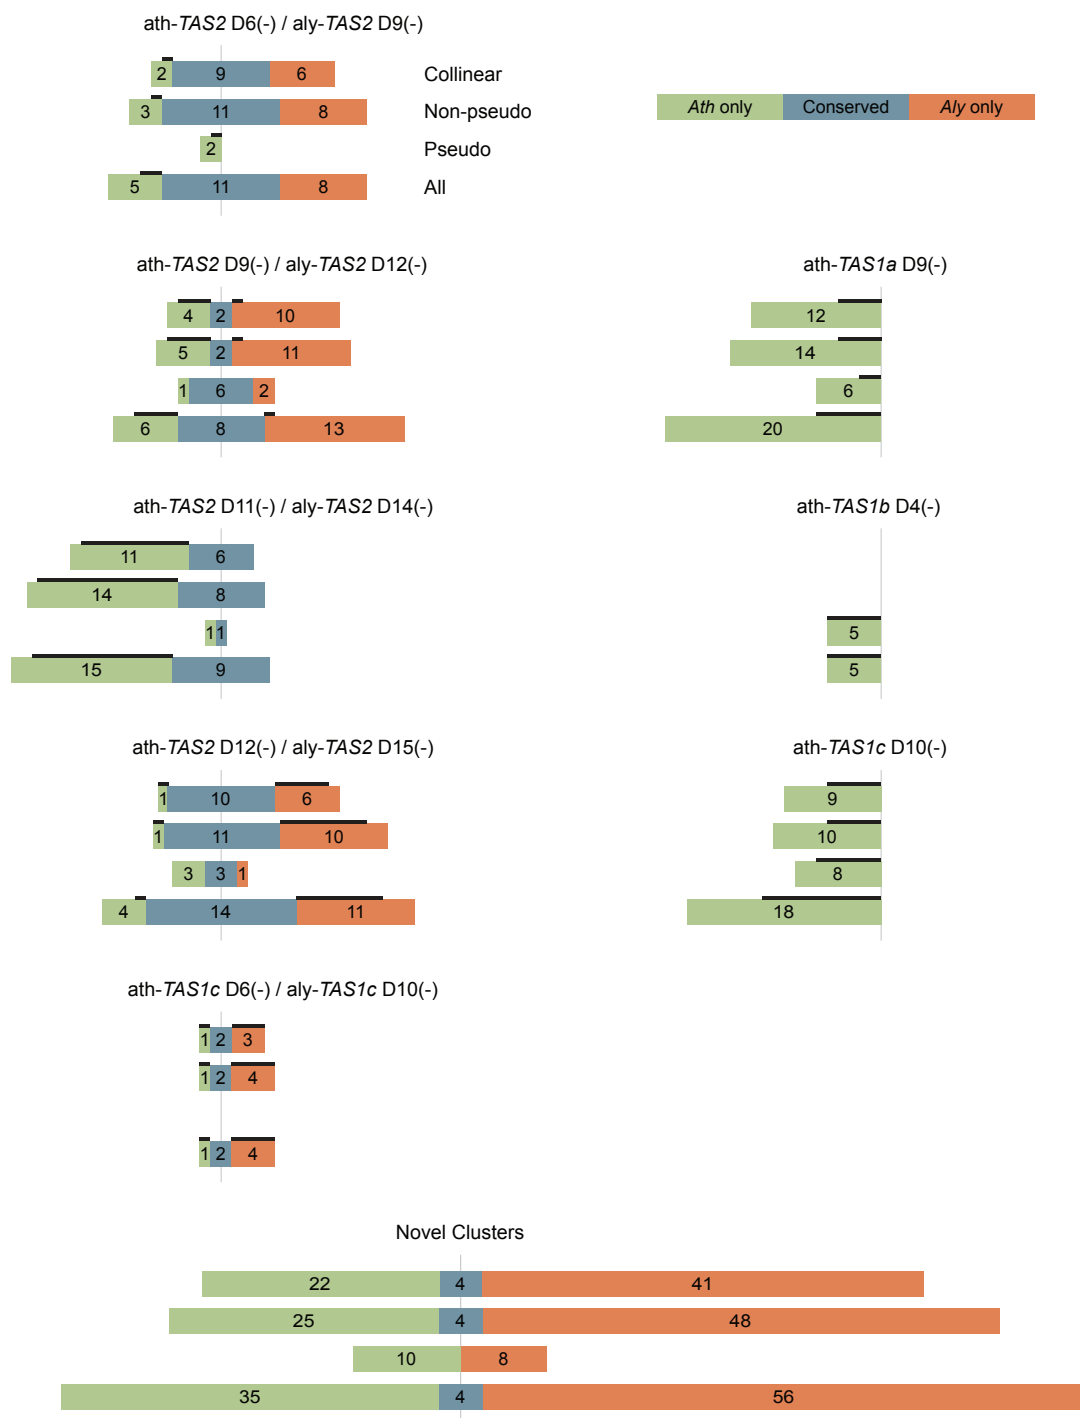 ath-TAS2 D6(-) / aly-TAS2 D9(-)
2 9 6 Collinear
3 11 8 Non-pseudo
2 Pseudo
5 11 8 All
Ath only Conserved Aly only
ath-TAS2 D9(-) / aly-TAS2 D12(-)
4 2 10
5 2 11
1 6 2
6 8 13
ath-TAS1a D9(-)
12
14
6
20
ath-TAS2 D11(-) / aly-TAS2 D14(-)
11 6
14 8
1 1
15 9
ath-TAS1b D4(-)
5
5
ath-TAS2 D12(-) / aly-TAS2 D15(-)
1 10 6
1 11 10
3 3 1
4 14 11
ath-TAS1c D10(-)
9
10
8
18
ath-TAS1c D6(-) / aly-TAS1c D10(-)
1 2 3
1 2 4
1 2 4
Novel Clusters
22 4 41
25 4 48
10 8
35 4 56